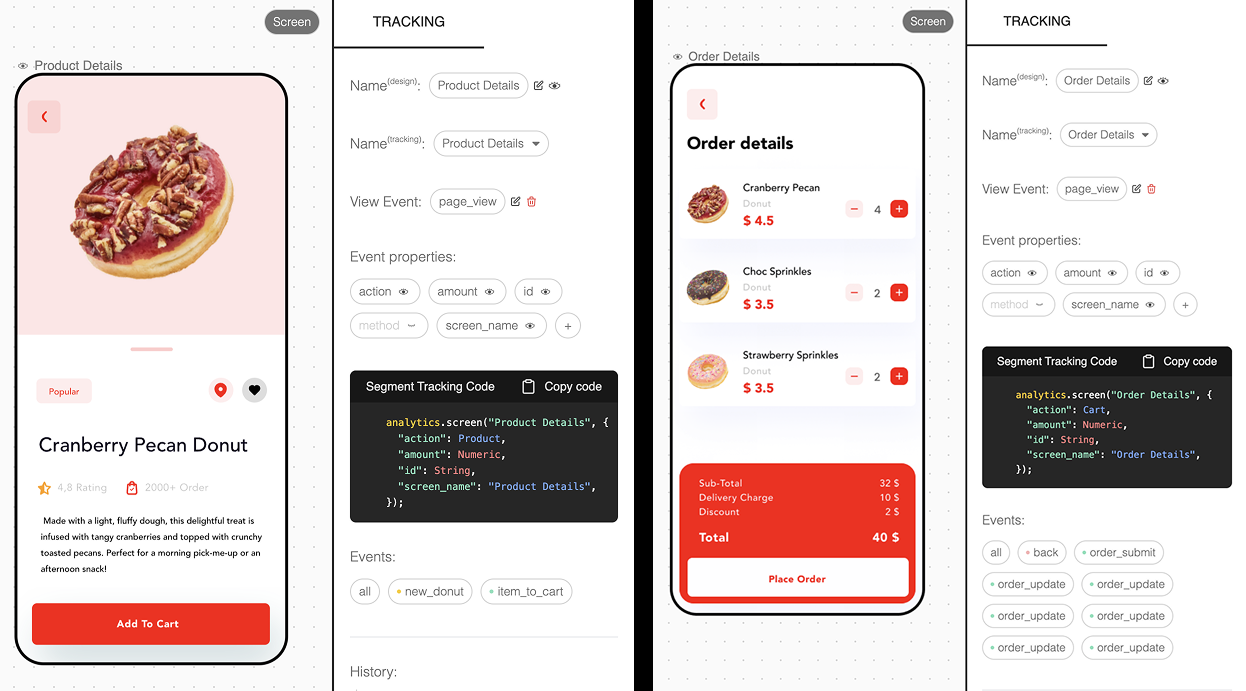 Screen
Product Details
Popular
Cranberry Pecan Donut
4,8 Rating
2000+ Order
Made with a light, fluffy dough, this delightful treat is
infused with tangy cranberries and topped with crunchy
toasted pecans. Perfect for a morning pick-me-up or an
afternoon snack!
Add To Cart
TRACKING
Name(design): Product Details
Name(tracking): Product Details
View Event: page_view
Event properties:
action amount id
method screen_name +
Segment Tracking Code Copy code
analytics.screen("Product Details", {
"action": Product,
"amount": Numeric,
"id": String,
"screen_name": "Product Details",
});
Events:
all new_donut item_to_cart
History:
Screen
Order Details
Order details
Cranberry Pecan
Donut
$ 4.5
− 4 +
Choc Sprinkles
Donut
$ 3.5
− 2 +
Strawberry Sprinkles
Donut
$ 3.5
− 2 +
Sub-Total 32 $
Delivery Charge 10 $
Discount 2 $
Total 40 $
Place Order
TRACKING
Name(design): Order Details
Name(tracking): Order Details
View Event: page_view
Event properties:
action amount id
method screen_name +
Segment Tracking Code Copy code
analytics.screen("Order Details", {
"action": Cart,
"amount": Numeric,
"id": String,
"screen_name": "Order Details",
});
Events:
all back order_submit
order_update order_update
order_update order_update
order_update order_update